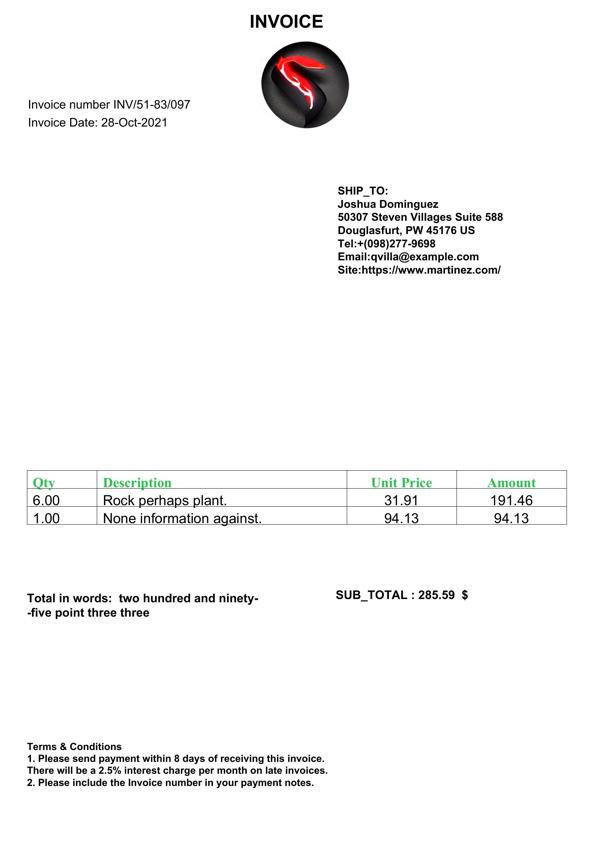 INVOICE
Invoice number INV/51-83/097
Invoice Date: 28-Oct-2021
SHIP_TO:
Joshua Dominguez
50307 Steven Villages Suite 588
Douglasfurt, PW 45176 US
Tel:+(098)277-9698
Email:qvilla@example.com
Site:https://www.martinez.com/
Qty Description Unit Price Amount
6.00 Rock perhaps plant. 31.91 191.46
1.00 None information against. 94.13 94.13
Total in words: two hundred and ninety-
-five point three three
SUB_TOTAL : 285.59 $
Terms & Conditions
1. Please send payment within 8 days of receiving this invoice.
There will be a 2.5% interest charge per month on late invoices.
2. Please include the Invoice number in your payment notes.